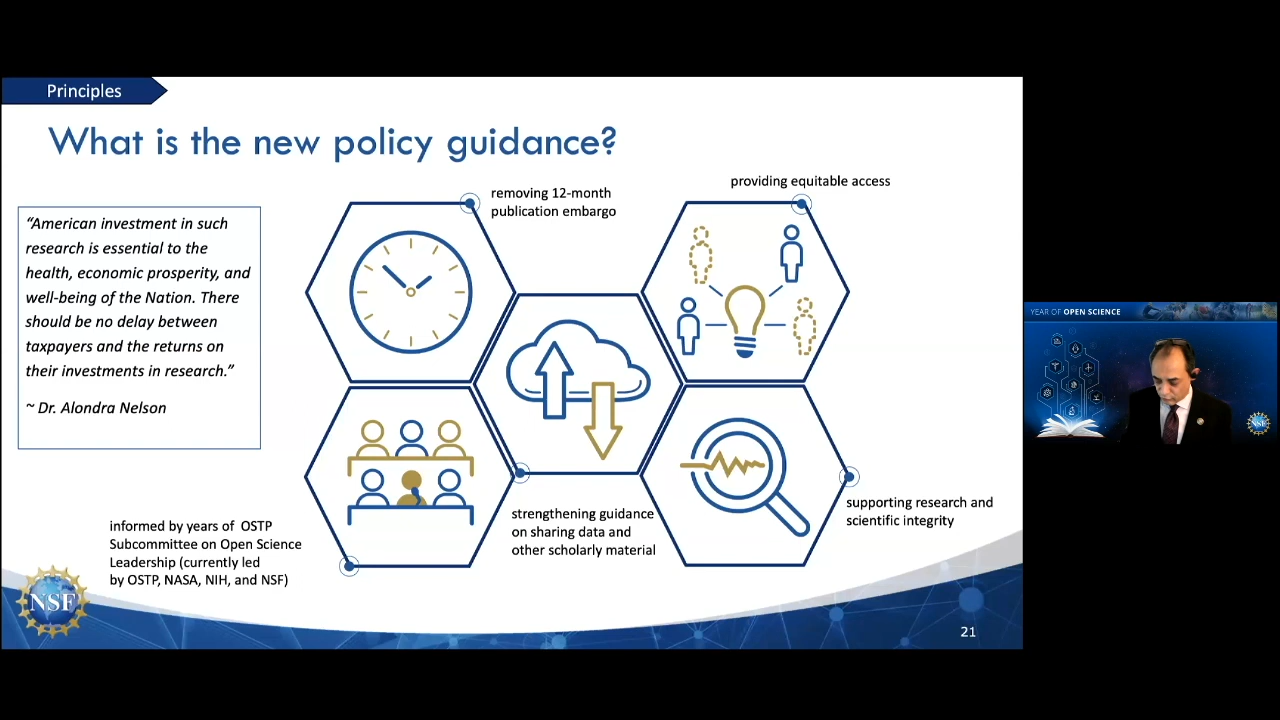 Principles
What is the new policy guidance?
“American investment in such
research is essential to the
health, economic prosperity, and
well-being of the Nation. There
should be no delay between
taxpayers and the returns on
their investments in research.”
~ Dr. Alondra Nelson
removing 12-month
publication embargo
providing equitable access
strengthening guidance
on sharing data and
other scholarly material
supporting research and
scientific integrity
informed by years of OSTP
Subcommittee on Open Science
Leadership (currently led
by OSTP, NASA, NIH, and NSF)
NSF
21
YEAR OF OPEN SCIENCE
NSF